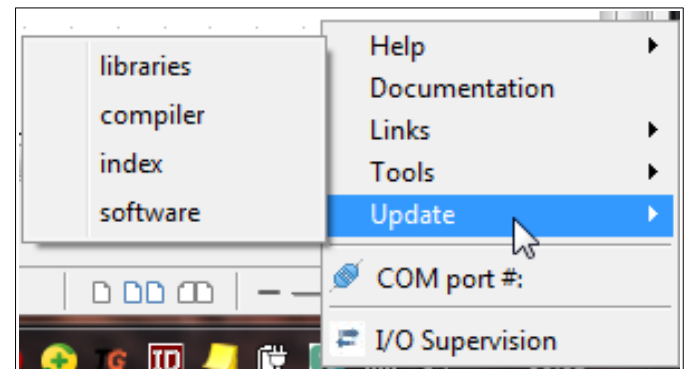 libraries
compiler
index
software
Help
Documentation
Links
Tools
Update
COM port #:
I/O Supervision